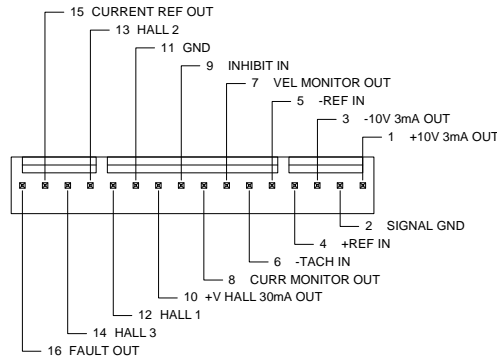 15 CURRENT REF OUT
13 HALL 2
11 GND
9 INHIBIT IN
7 VEL MONITOR OUT
5 -REF IN
3 -10V 3mA OUT
1 +10V 3mA OUT
2 SIGNAL GND
4 +REF IN
6 -TACH IN
8 CURR MONITOR OUT
10 +V HALL 30mA OUT
12 HALL 1
14 HALL 3
16 FAULT OUT